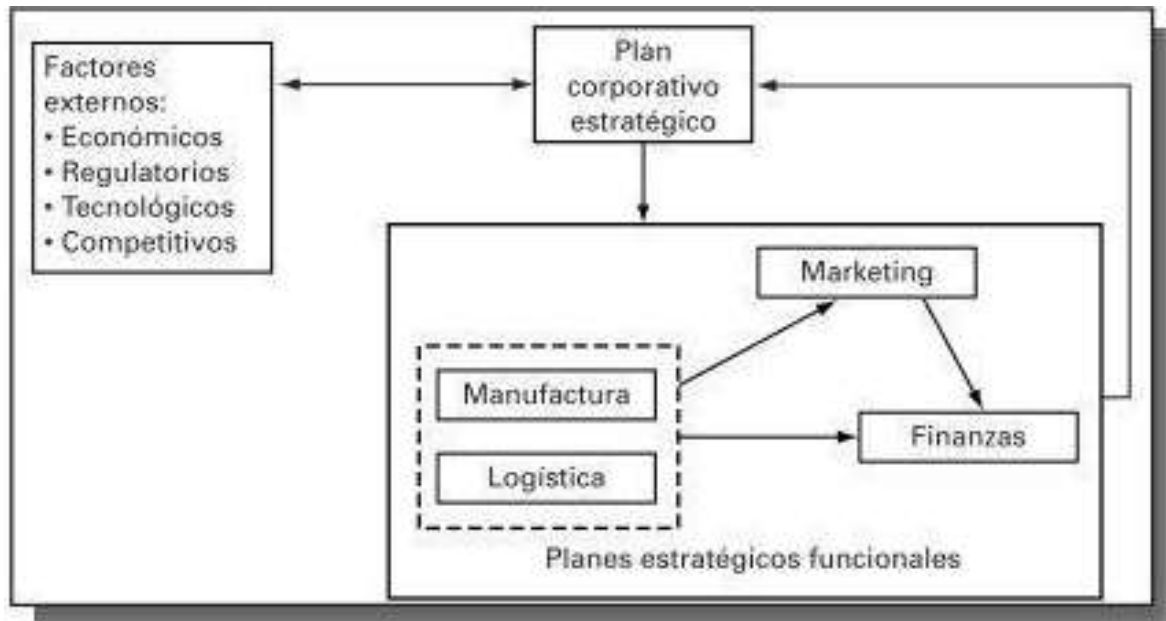 Factores
externos:
• Económicos
• Regulatorios
• Tecnológicos
• Competitivos
Plan
corporativo
estratégico
Marketing
Manufactura
Finanzas
Logística
Planes estratégicos funcionales